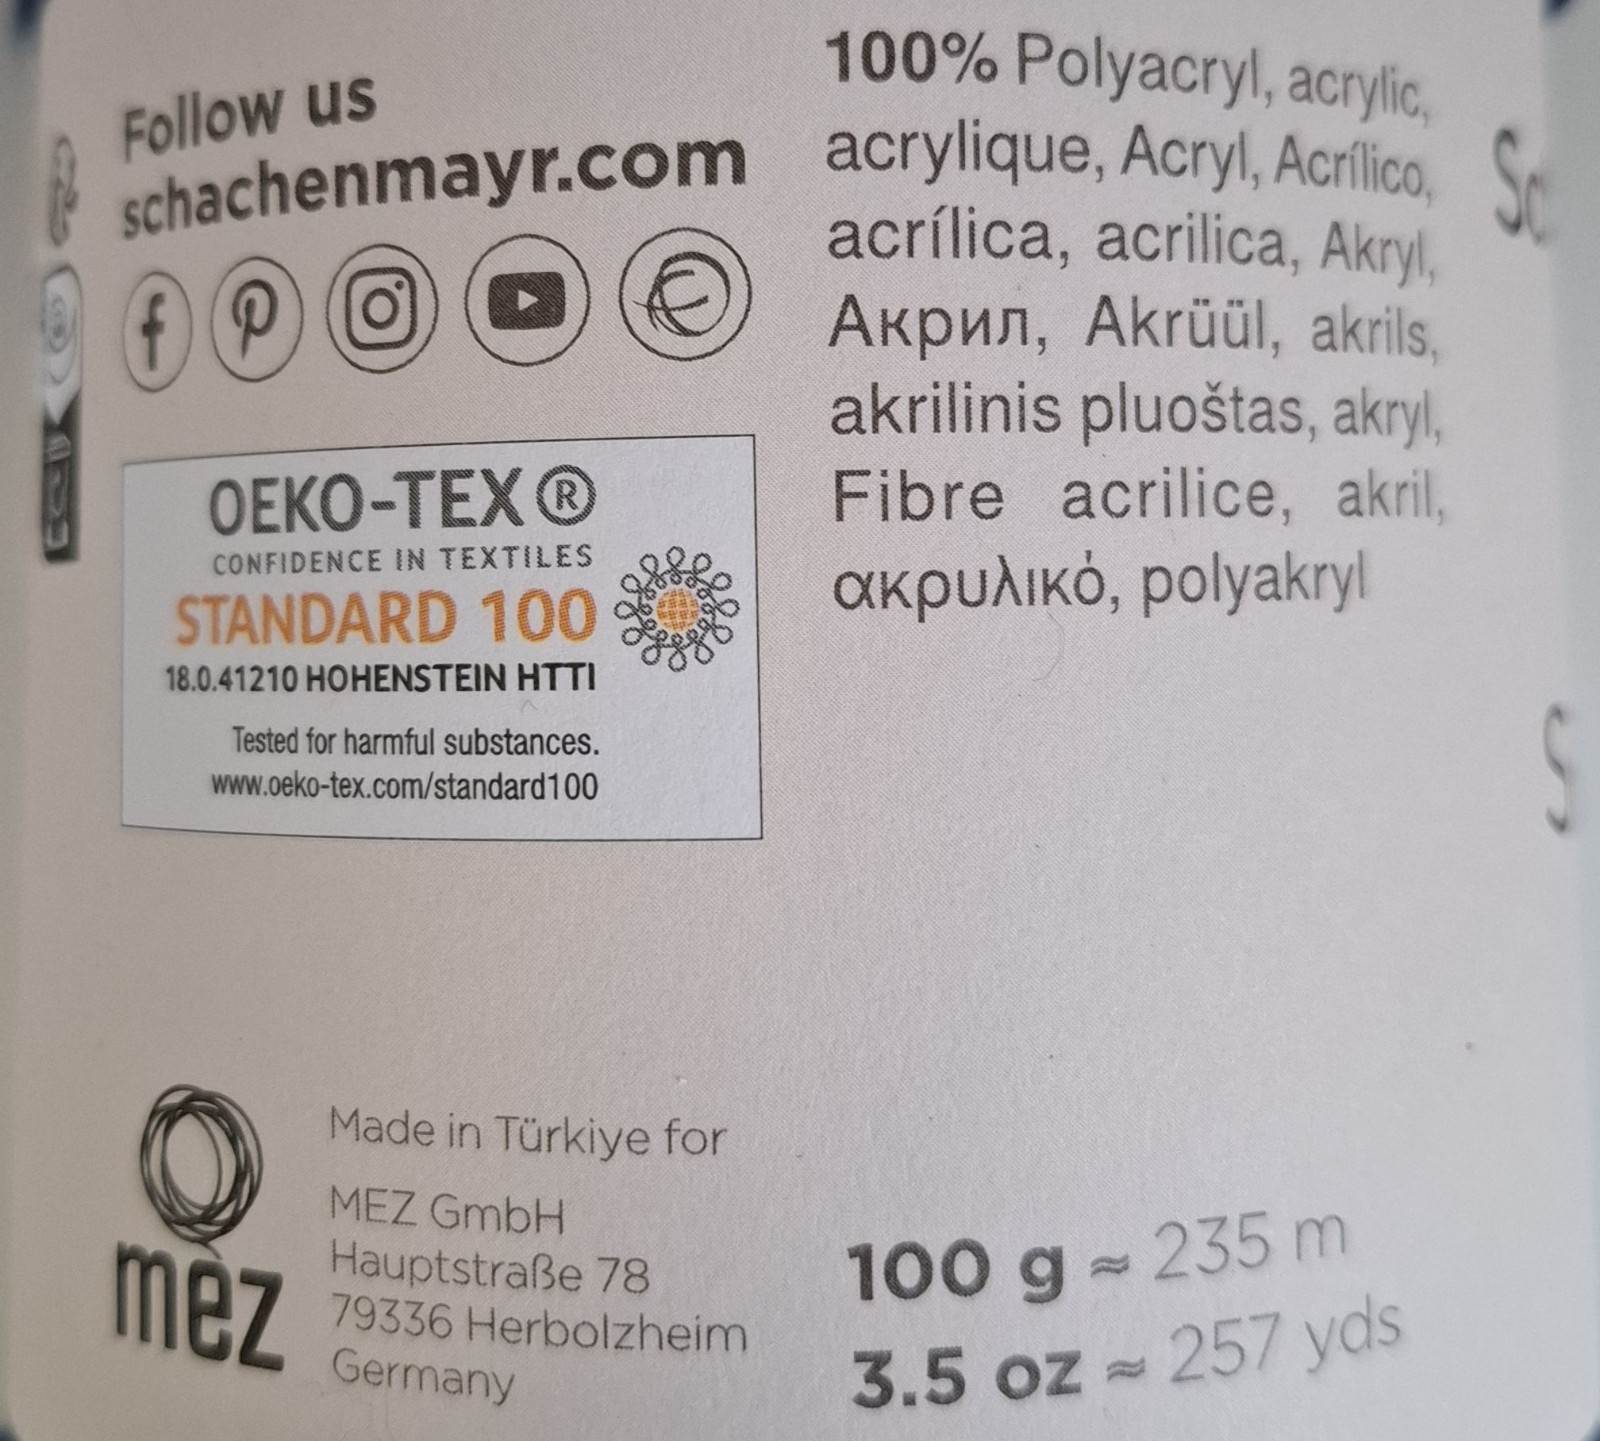 Follow us
schachenmayr.com
OEKO-TEX®
CONFIDENCE IN TEXTILES
STANDARD 100
18.0.41210 HOHENSTEIN HTTI
Tested for harmful substances.
www.oeko-tex.com/standard100
100% Polyacryl, acrylic,
acrylique, Acryl, Acrílico,
acrílica, acrilica, Akryl,
Акрил, Akrüül, akrils,
akrilinis pluoštas, akryl,
Fibre acrilice, akril,
ακρυλικό, polyakryl
mez
Made in Türkiye for
MEZ GmbH
Hauptstraße 78
79336 Herbolzheim
Germany
100 g ≈ 235 m
3.5 oz ≈ 257 yds